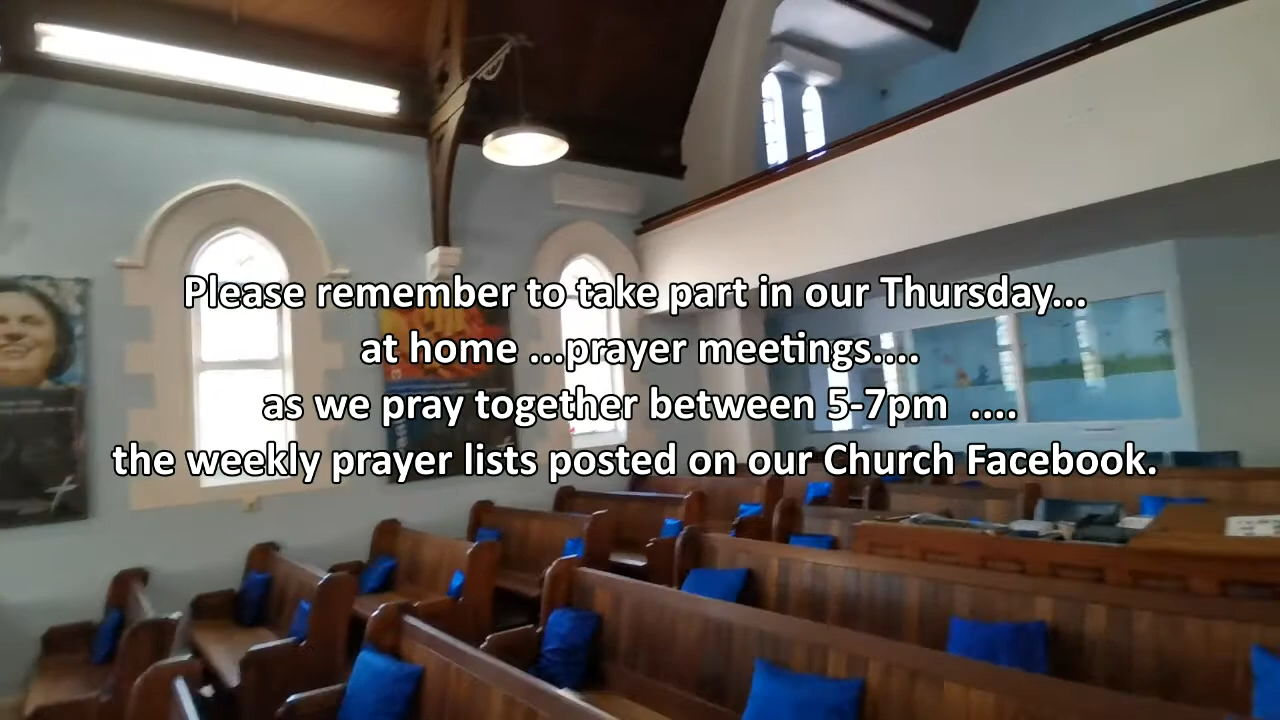 Please remember to take part in our Thursday...
at home ...prayer meetings....
as we pray together between 5-7pm  ....
the weekly prayer lists posted on our Church Facebook.